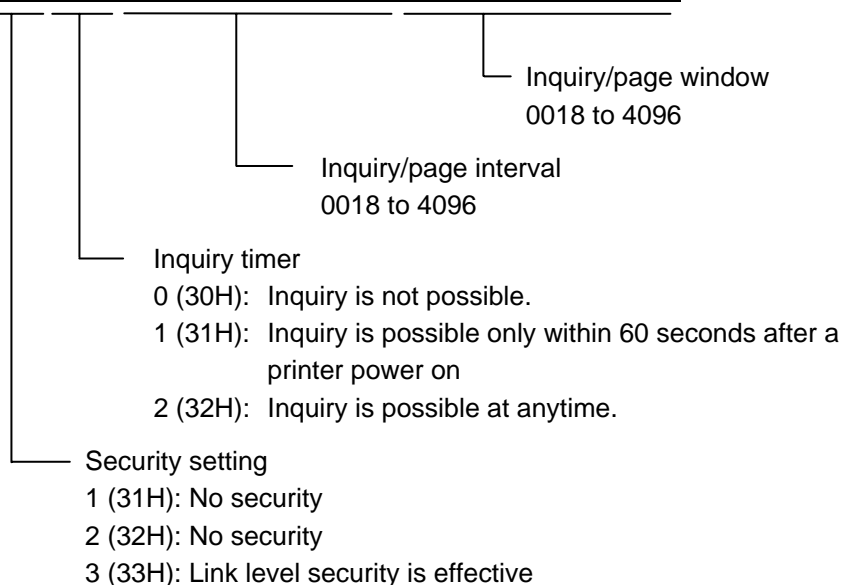 Inquiry/page window
0018 to 4096
Inquiry/page interval
0018 to 4096
Inquiry timer
0 (30H): Inquiry is not possible.
1 (31H): Inquiry is possible only within 60 seconds after a
printer power on
2 (32H): Inquiry is possible at anytime.
Security setting
1 (31H): No security
2 (32H): No security
3 (33H): Link level security is effective